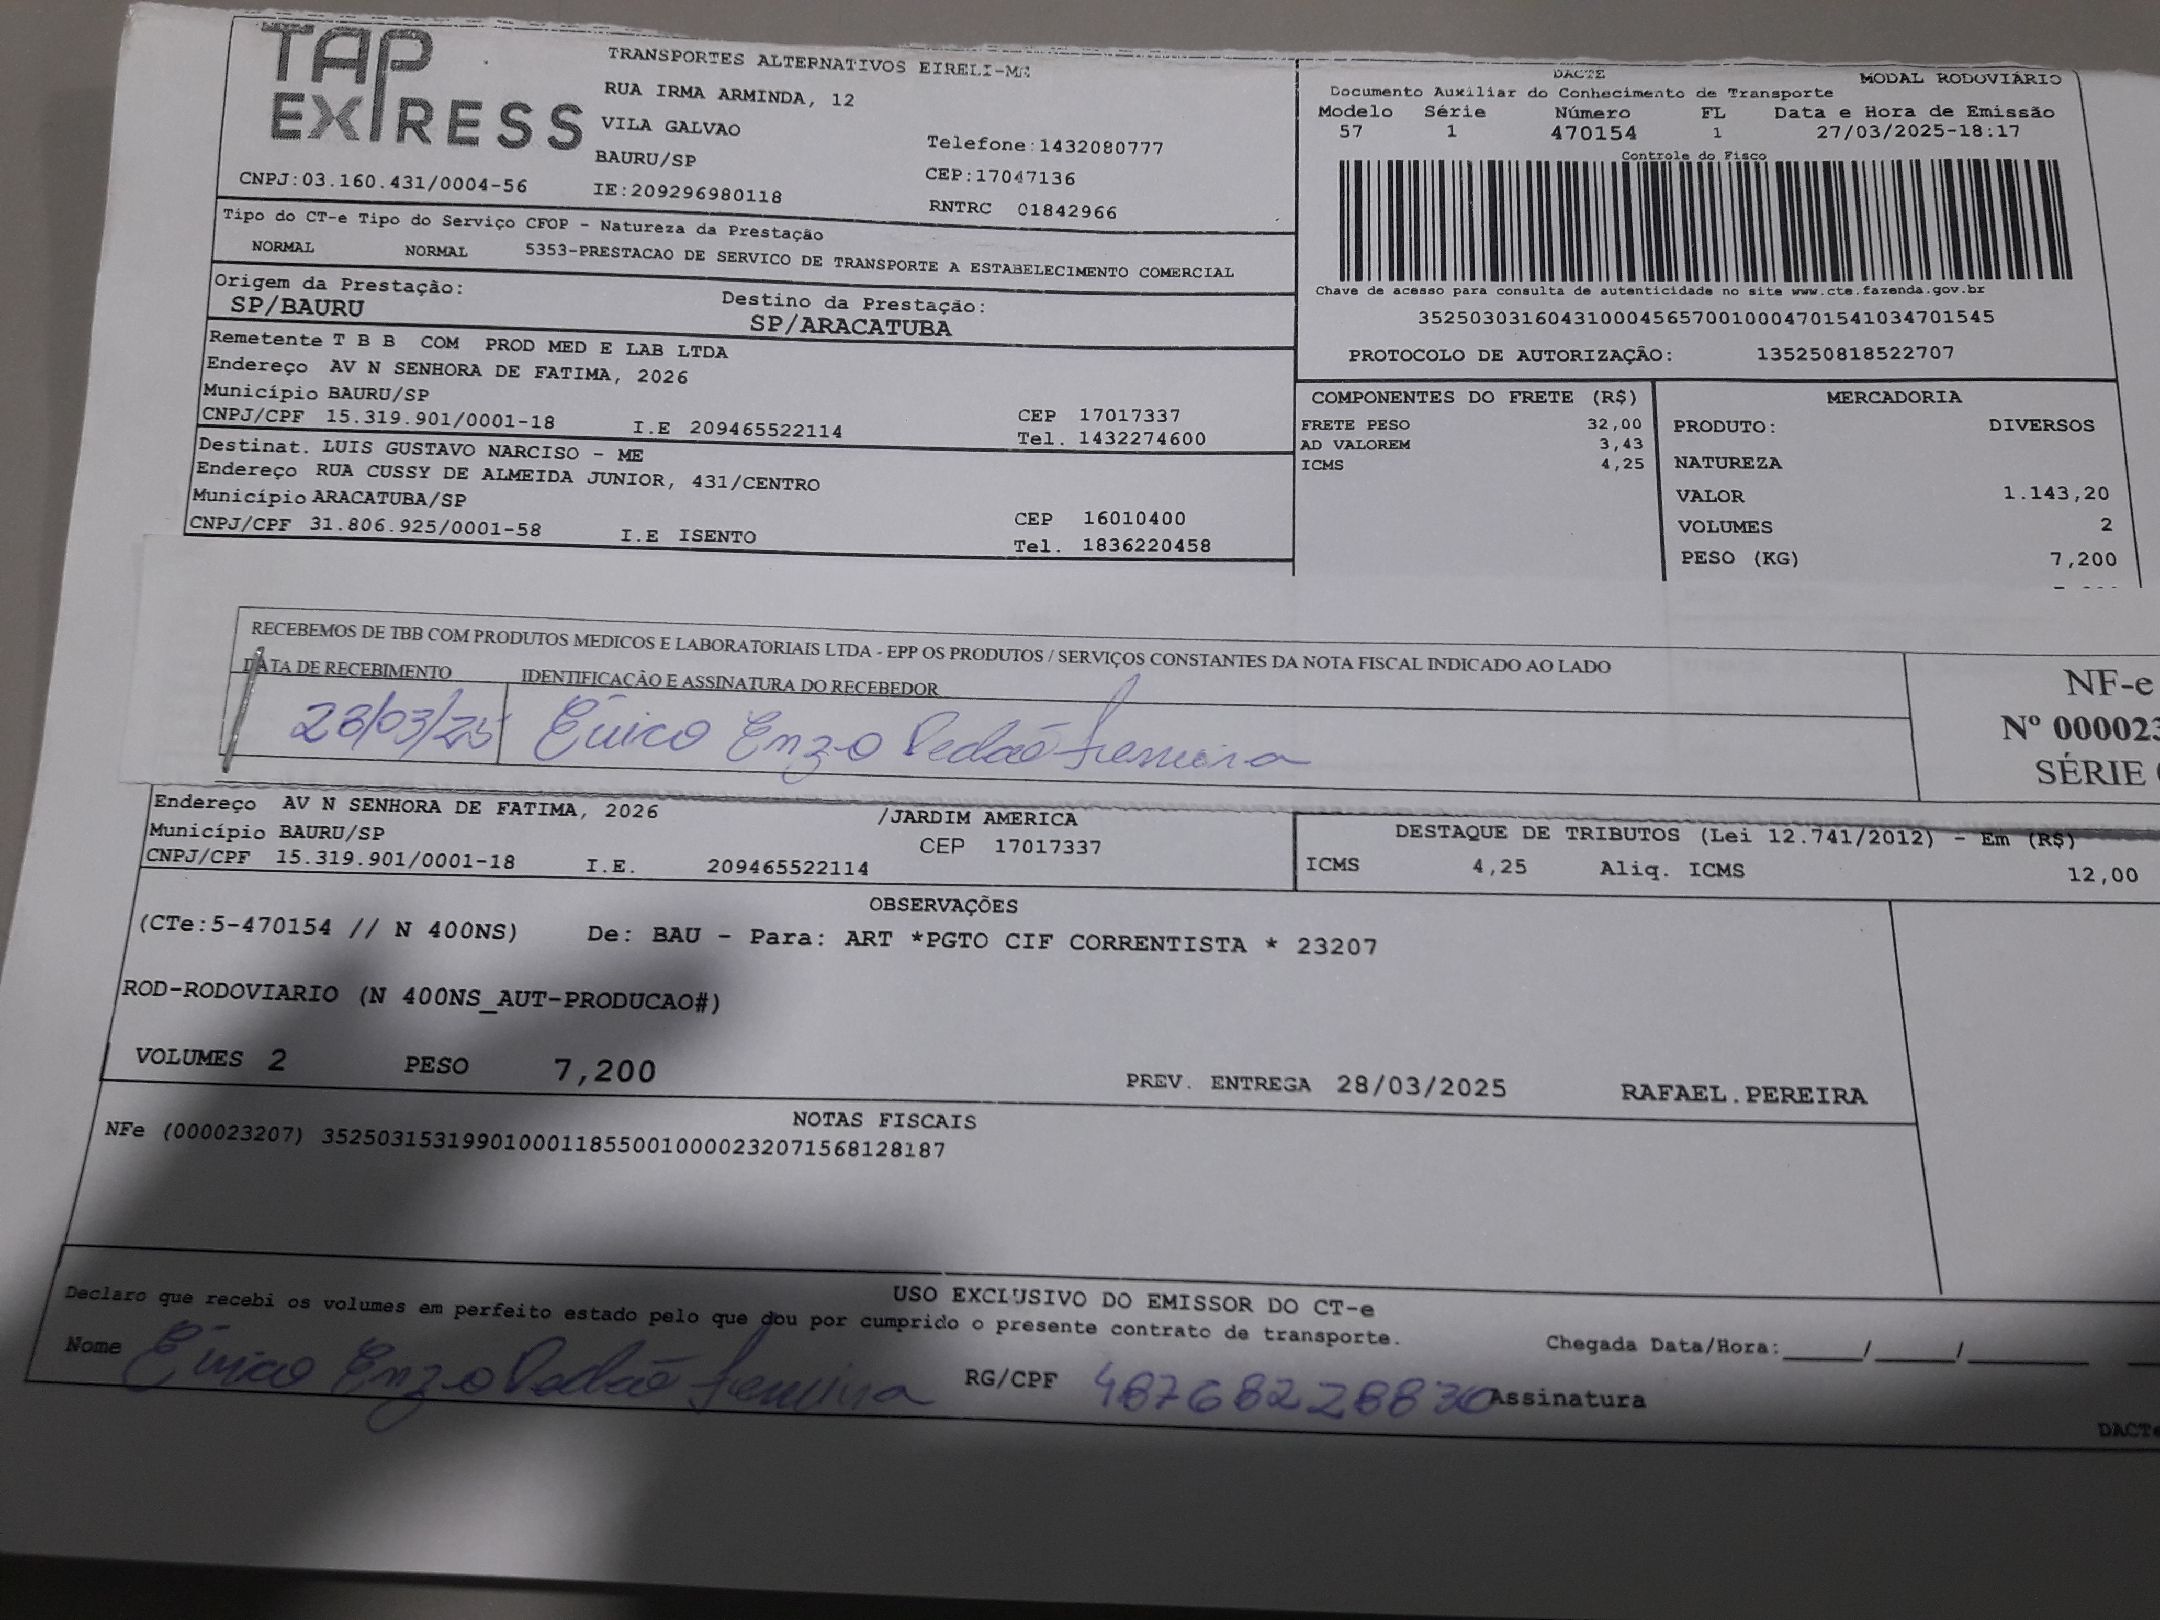 TAP
EXPRESS
TRANSPORTES ALTERNATIVOS EIRELI-ME
RUA IRMA ARMINDA, 12
VILA GALVAO
BAURU/SP
Telefone:1432080777
CEP:17047136
CNPJ:03.160.431/0004-56
IE:209296980118
RNTRC 01842966
DACTE
MODAL RODOVIÁRIO
Documento Auxiliar do Conhecimento de Transporte
Modelo Série Número FL Data e Hora de Emissão
57 1 470154 1 27/03/2025-18:17
Controle do Fisco
Chave de acesso para consulta de autenticidade no site www.cte.fazenda.gov.br
35250303160431000456570010004701541034701545
PROTOCOLO DE AUTORIZAÇÃO: 135250818522707
Tipo do CT-e Tipo do Serviço CFOP - Natureza da Prestação
NORMAL NORMAL 5353-PRESTACAO DE SERVICO DE TRANSPORTE A ESTABELECIMENTO COMERCIAL
Origem da Prestação:
SP/BAURU
Destino da Prestação:
SP/ARACATUBA
Remetente T B B COM PROD MED E LAB LTDA
Endereço AV N SENHORA DE FATIMA, 2026
Município BAURU/SP
CEP 17017337
CNPJ/CPF 15.319.901/0001-18 I.E 209465522114
Tel. 1432274600
Destinat. LUIS GUSTAVO NARCISO - ME
Endereço RUA CUSSY DE ALMEIDA JUNIOR, 431/CENTRO
Município ARACATUBA/SP
CEP 16010400
CNPJ/CPF 31.806.925/0001-58 I.E ISENTO
Tel. 1836220458
COMPONENTES DO FRETE (R$)
FRETE PESO 32,00
AD VALOREM 3,43
ICMS 4,25
MERCADORIA
PRODUTO: DIVERSOS
NATUREZA
VALOR 1.143,20
VOLUMES 2
PESO (KG) 7,200
RECEBEMOS DE TBB COM PRODUTOS MEDICOS E LABORATORIAIS LTDA - EPP OS PRODUTOS / SERVIÇOS CONSTANTES DA NOTA FISCAL INDICADO AO LADO
DATA DE RECEBIMENTO
IDENTIFICAÇÃO E ASSINATURA DO RECEBEDOR
28/03/25
Eúrico Enzo Pedão Ferreira
NF-e
Nº 000023
SÉRIE
Endereço AV N SENHORA DE FATIMA, 2026 /JARDIM AMERICA
Município BAURU/SP
CEP 17017337
CNPJ/CPF 15.319.901/0001-18 I.E. 209465522114
DESTAQUE DE TRIBUTOS (Lei 12.741/2012) - Em (R$)
ICMS 4,25 Aliq. ICMS 12,00
OBSERVAÇÕES
(CTe:5-470154 // N 400NS) De: BAU - Para: ART *PGTO CIF CORRENTISTA * 23207
ROD-RODOVIARIO (N 400NS_AUT-PRODUCAO#)
VOLUMES 2 PESO 7,200
PREV. ENTREGA 28/03/2025 RAFAEL.PEREIRA
NOTAS FISCAIS
NFe (000023207) 35250315319901000118550010000232071568128187
USO EXCLUSIVO DO EMISSOR DO CT-e
Declaro que recebi os volumes em perfeito estado pelo que dou por cumprido o presente contrato de transporte.
Chegada Data/Hora:_____/_____/_______
Nome Eúrico Enzo Pedão Ferreira RG/CPF 48768228830 Assinatura